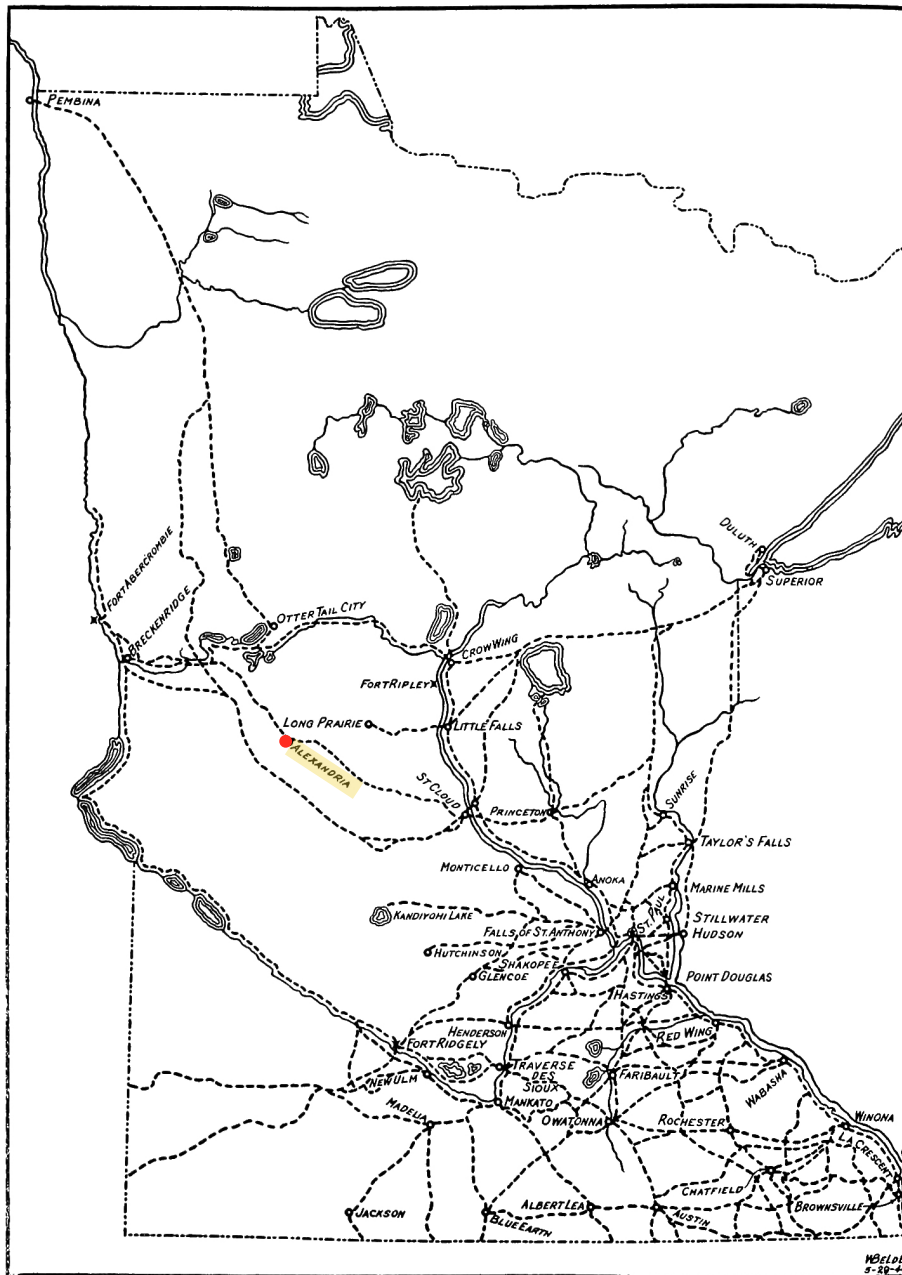 PEMBINA
DULUTH
SUPERIOR
FORT ABERCROMBIE
BRECKENRIDGE
OTTER TAIL CITY
CROW WING
FORT RIPLEY
LONG PRAIRIE
LITTLE FALLS
ALEXANDRIA
ST CLOUD
PRINCETON
SUNRISE
TAYLOR'S FALLS
MONTICELLO
ANOKA
MARINE MILLS
KANDIYOHI LAKE
ST. PAUL
STILLWATER
FALLS OF ST. ANTHONY
HUDSON
HUTCHINSON
SHAKOPEE
GLENCOE
POINT DOUGLAS
HASTINGS
HENDERSON
RED WING
FORT RIDGELY
TRAVERSE
DES
SIOUX
NEW ULM
FARIBAULT
WABASHA
MANKATO
MADELIA
OWATONNA
ROCHESTER
WINONA
LA CRESCENT
CHATFIELD
JACKSON
BLUE EARTH
ALBERT LEA
AUSTIN
BROWNSVILLE